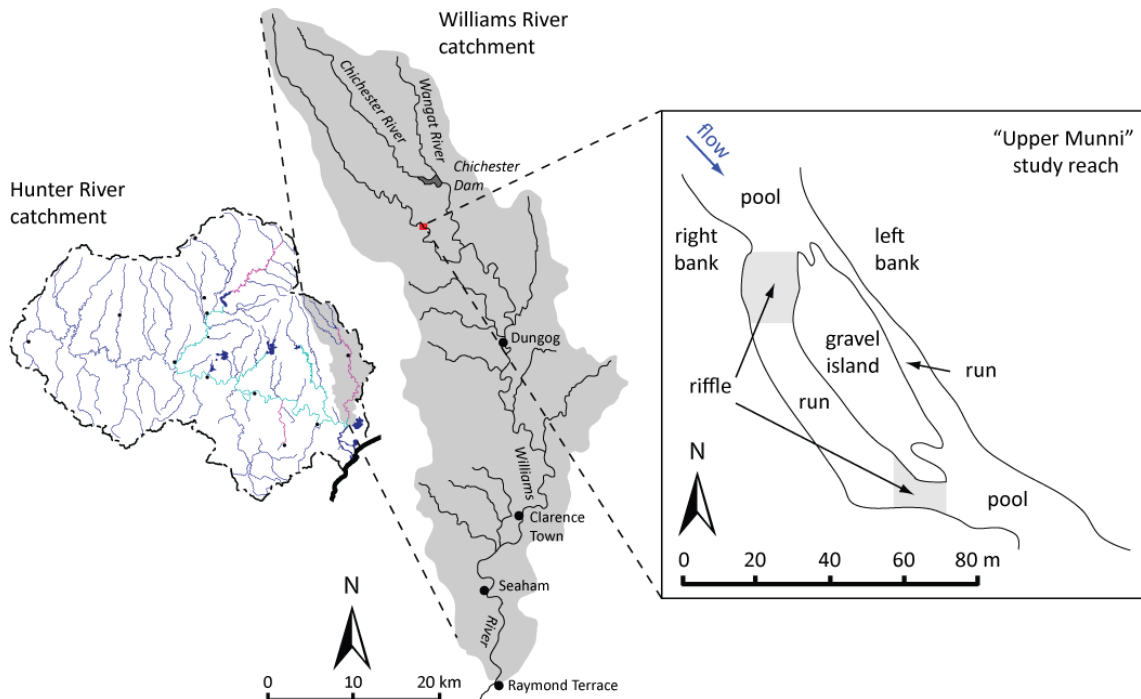 Williams River
catchment
Chichester River
Wangat River
Chichester
Dam
Hunter River
catchment
Dungog
Williams
Clarence
Town
Seaham
River
Raymond Terrace
N
0 10 20 km
"Upper Munni"
study reach
flow
pool
right
bank
left
bank
gravel
island
run
riffle
run
N
pool
0 20 40 60 80 m